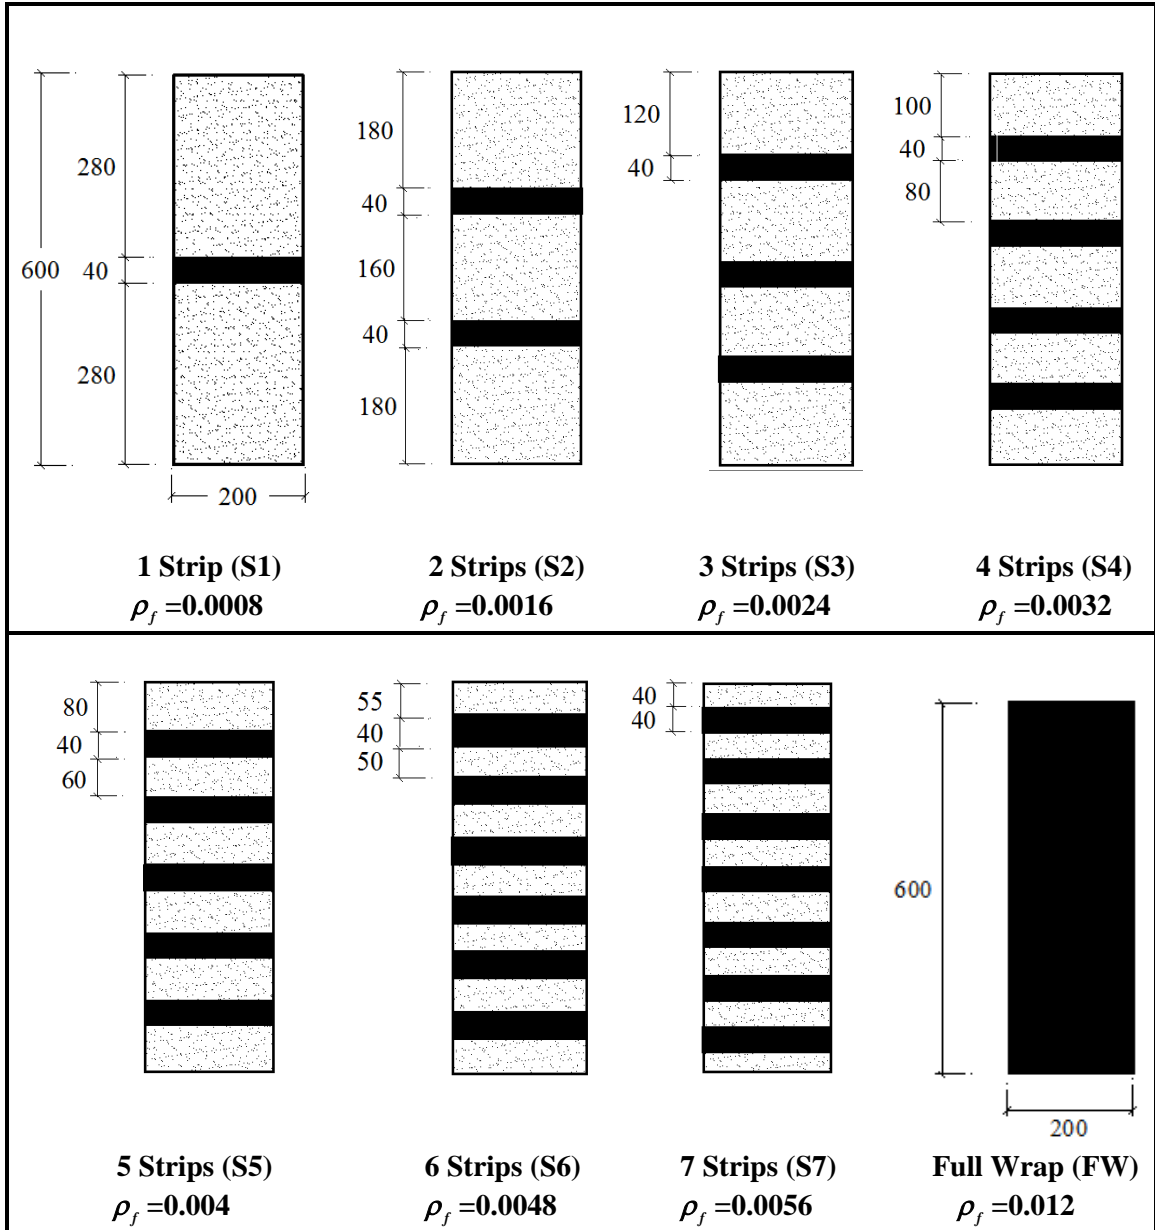 600
280
40
280
200
180
40
160
40
180
120
40
100
40
80
1 Strip (S1)
ρf =0.0008
2 Strips (S2)
ρf =0.0016
3 Strips (S3)
ρf =0.0024
4 Strips (S4)
ρf =0.0032
80
40
60
55
40
50
40
40
600
200
5 Strips (S5)
ρf =0.004
6 Strips (S6)
ρf =0.0048
7 Strips (S7)
ρf =0.0056
Full Wrap (FW)
ρf =0.012